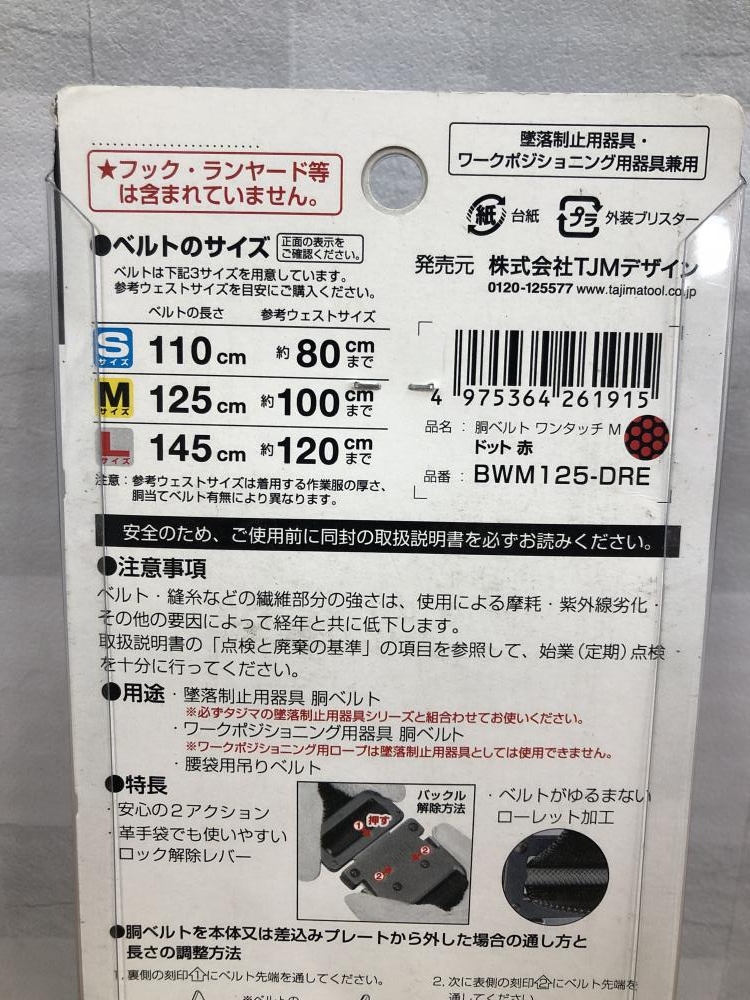 ★フック・ランヤード等
は含まれていません。
墜落制止用器具・
ワークポジショニング用器具兼用
紙 台紙 プラ 外装ブリスター
発売元 株式会社TJMデザイン
0120-125577 www.tajimatool.co.jp
●ベルトのサイズ 正面の表示を
ご確認ください。
ベルトは下記3サイズを用意しています。
参考ウェストサイズを目安にご購入ください。
ベルトの長さ 参考ウェストサイズ
S サイズ 110cm 約80cmまで
M サイズ 125cm 約100cmまで
L サイズ 145cm 約120cmまで
注意：参考ウェストサイズは着用する作業服の厚さ、
胴当てベルト有無により異なります。
4 975364 261915
品名：胴ベルト ワンタッチ M
ドット 赤
品番：BWM125-DRE
安全のため、ご使用前に同封の取扱説明書を必ずお読みください。
●注意事項
ベルト・縫糸などの繊維部分の強さは、使用による摩耗・紫外線劣化・
その他の要因によって経年と共に低下します。
取扱説明書の「点検と廃棄の基準」の項目を参照して、始業(定期)点検
を十分に行ってください。
●用途 ・墜落制止用器具 胴ベルト
※必ずタジマの墜落制止用器具シリーズと組合わせてお使いください。
・ワークポジショニング用器具 胴ベルト
※ワークポジショニング用ロープは墜落制止用器具としては使用できません。
・腰袋用吊りベルト
●特長
・安心の2アクション
・革手袋でも使いやすい
ロック解除レバー
バックル
解除方法
①押す
②
②
・ベルトがゆるまない
ローレット加工
●胴ベルトを本体又は差込みプレートから外した場合の通し方と
長さの調整方法
1. 裏側の刻印①にベルト先端を通してください。
2. 次に表側の刻印②にベルト先端を
通してください
※ベルトの